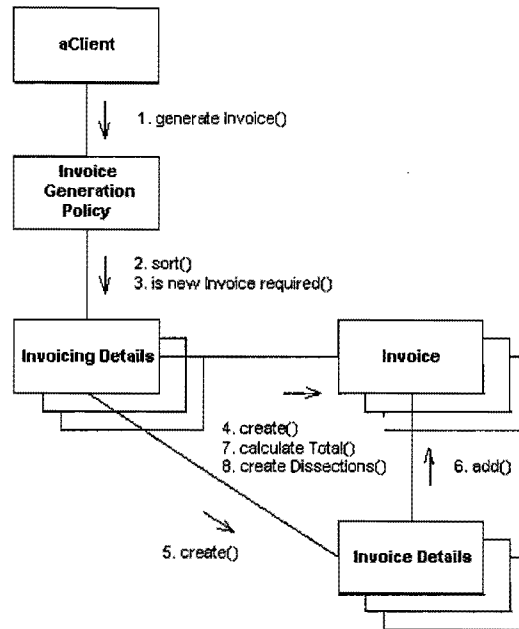 aClient
1. generate Invoice()
Invoice
Generation
Policy
2. sort()
3. is new Invoice required()
Invoicing Details
Invoice
4. create()
7. calculate Total()
8. create Dissections()
6. add()
5. create()
Invoice Details